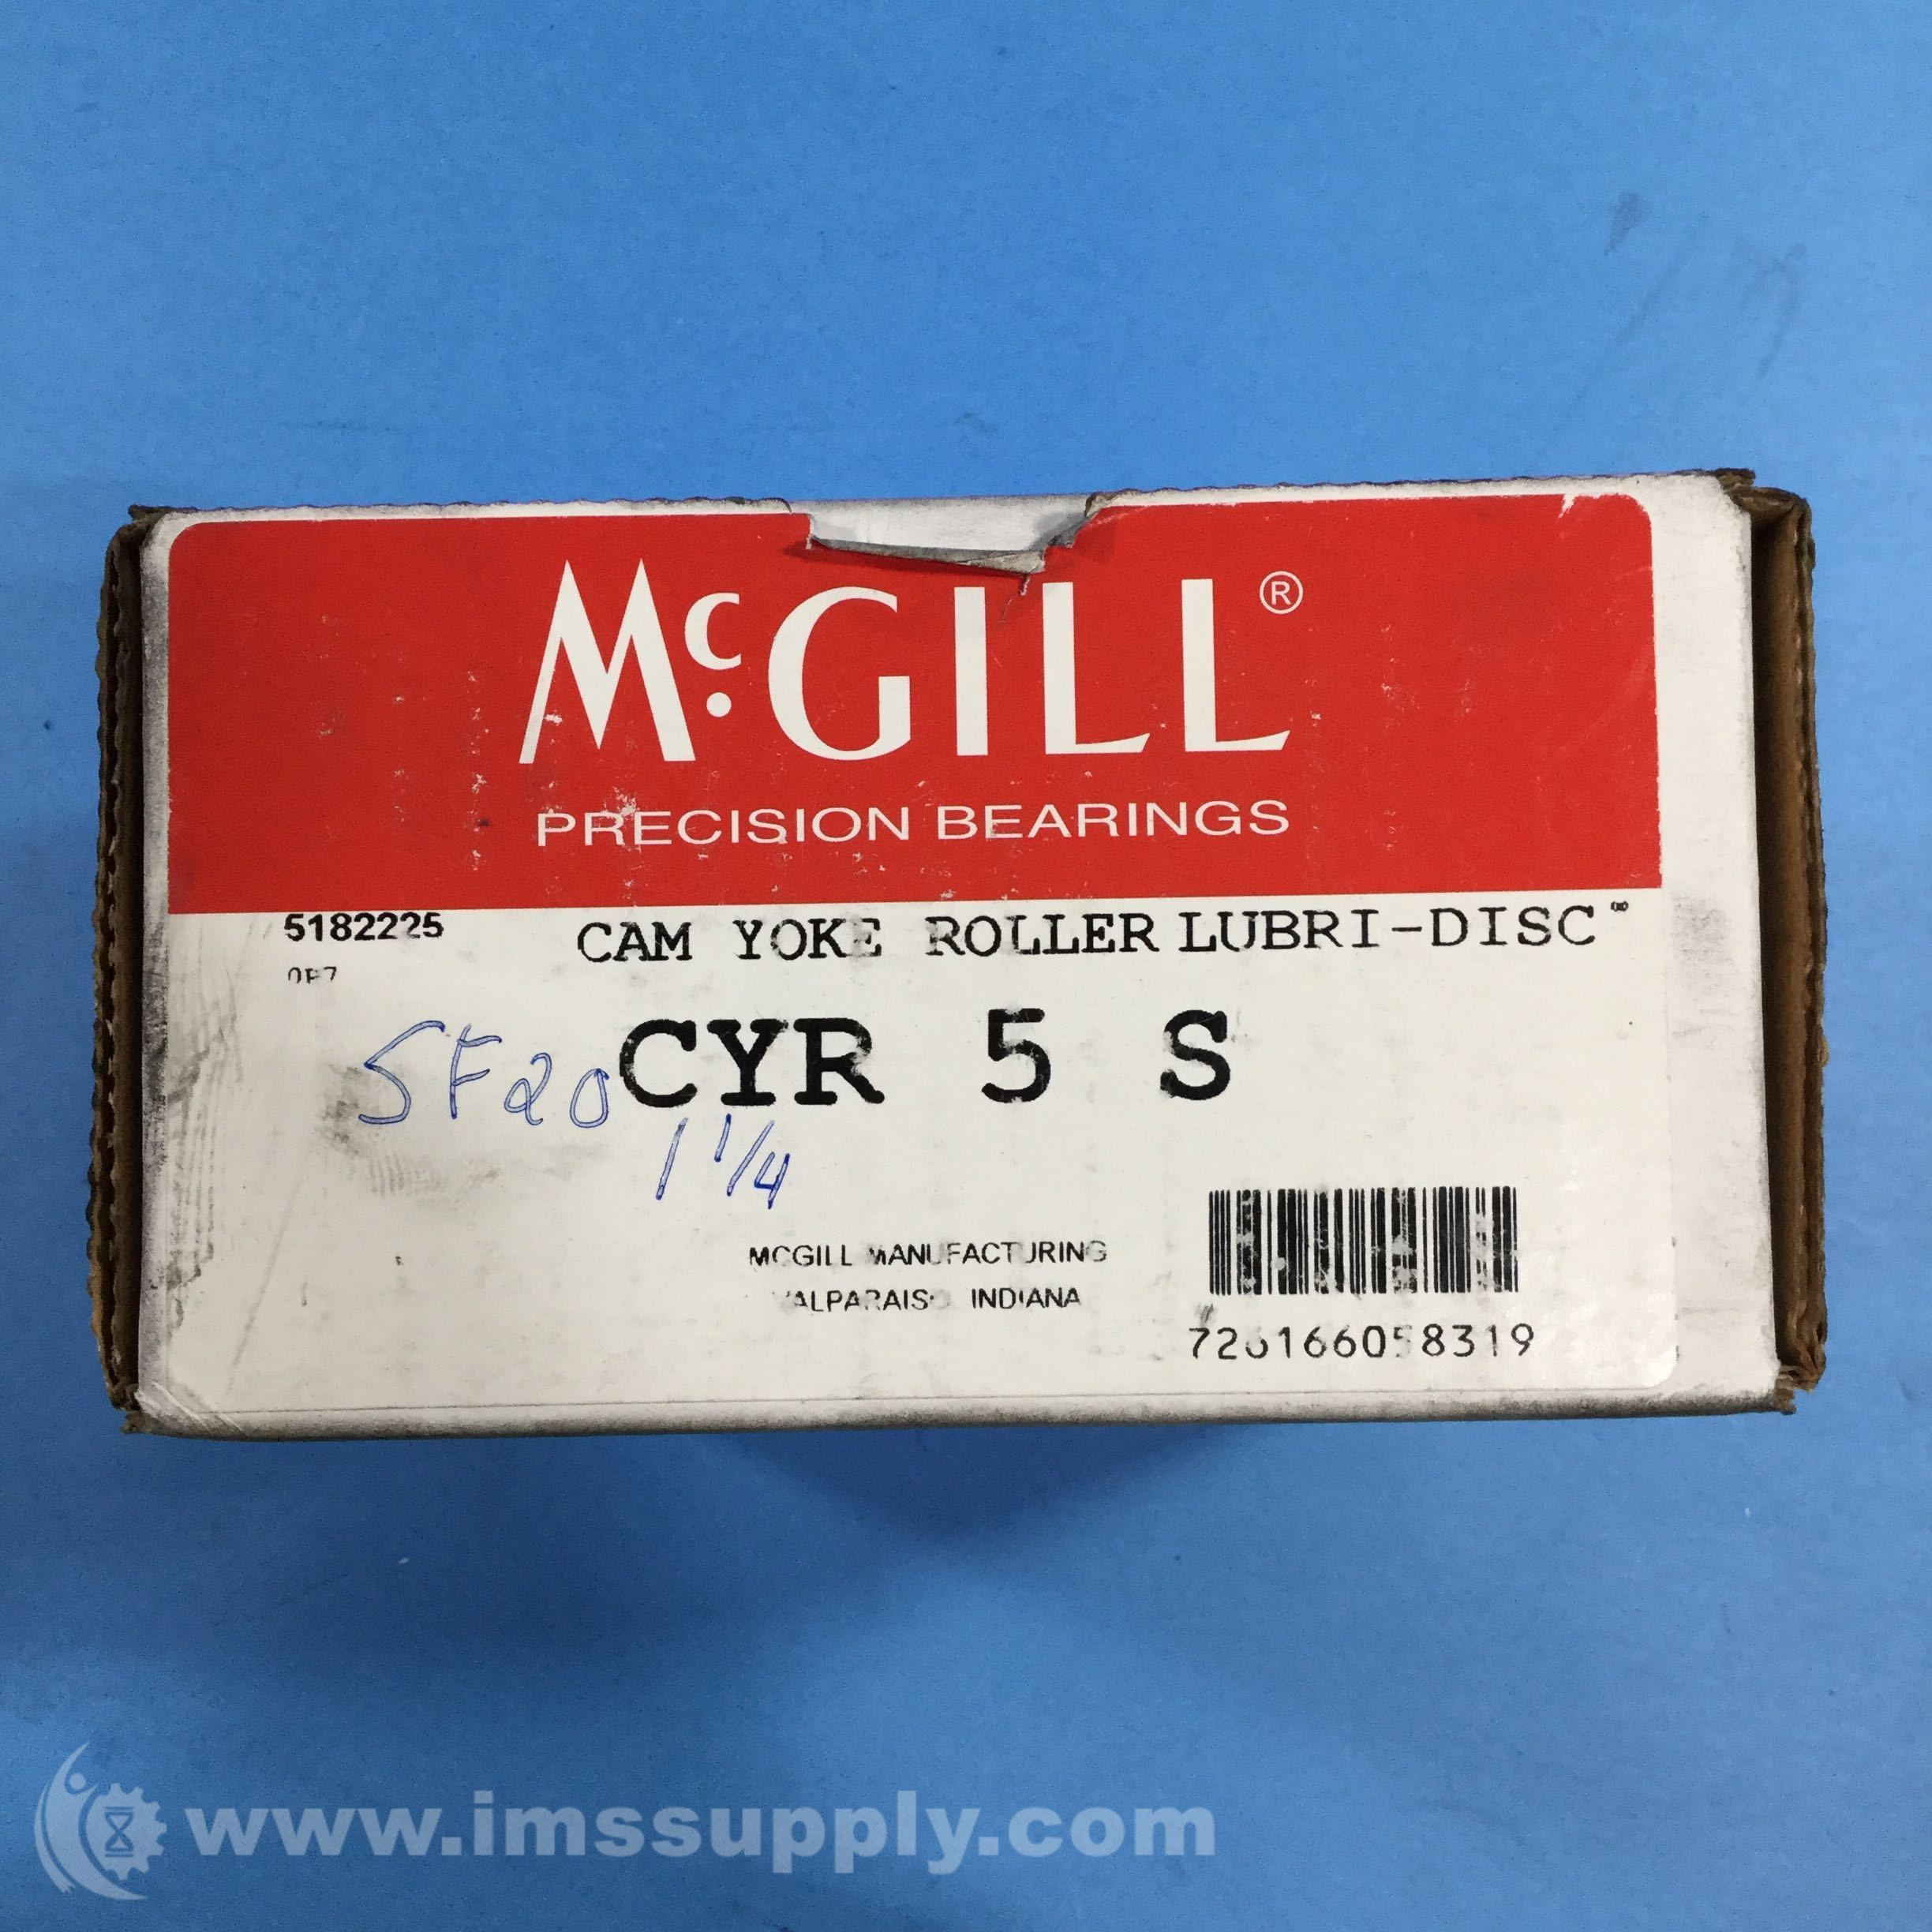 McGILL®
PRECISION BEARINGS
5182225 CAM YOKE ROLLER LUBRI-DISC™
SF20 CYR 5 S
1 1/4
MCGILL MANUFACTURING
VALPARAISO INDIANA
www.imssupply.com